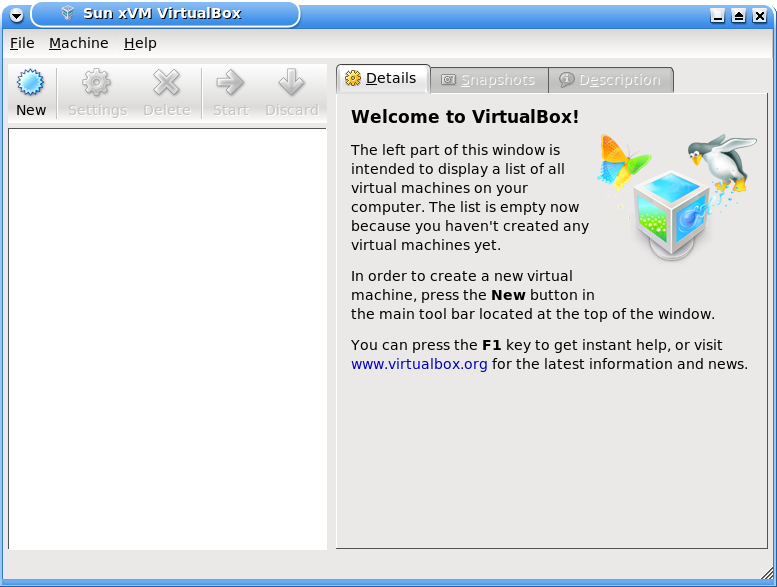 Sun xVM VirtualBox
File Machine Help
New Settings Delete Start Discard
Details Snapshots Description
Welcome to VirtualBox!
The left part of this window is
intended to display a list of all
virtual machines on your
computer. The list is empty now
because you haven't created any
virtual machines yet.
In order to create a new virtual
machine, press the New button in
the main tool bar located at the top of the window.
You can press the F1 key to get instant help, or visit
www.virtualbox.org for the latest information and news.